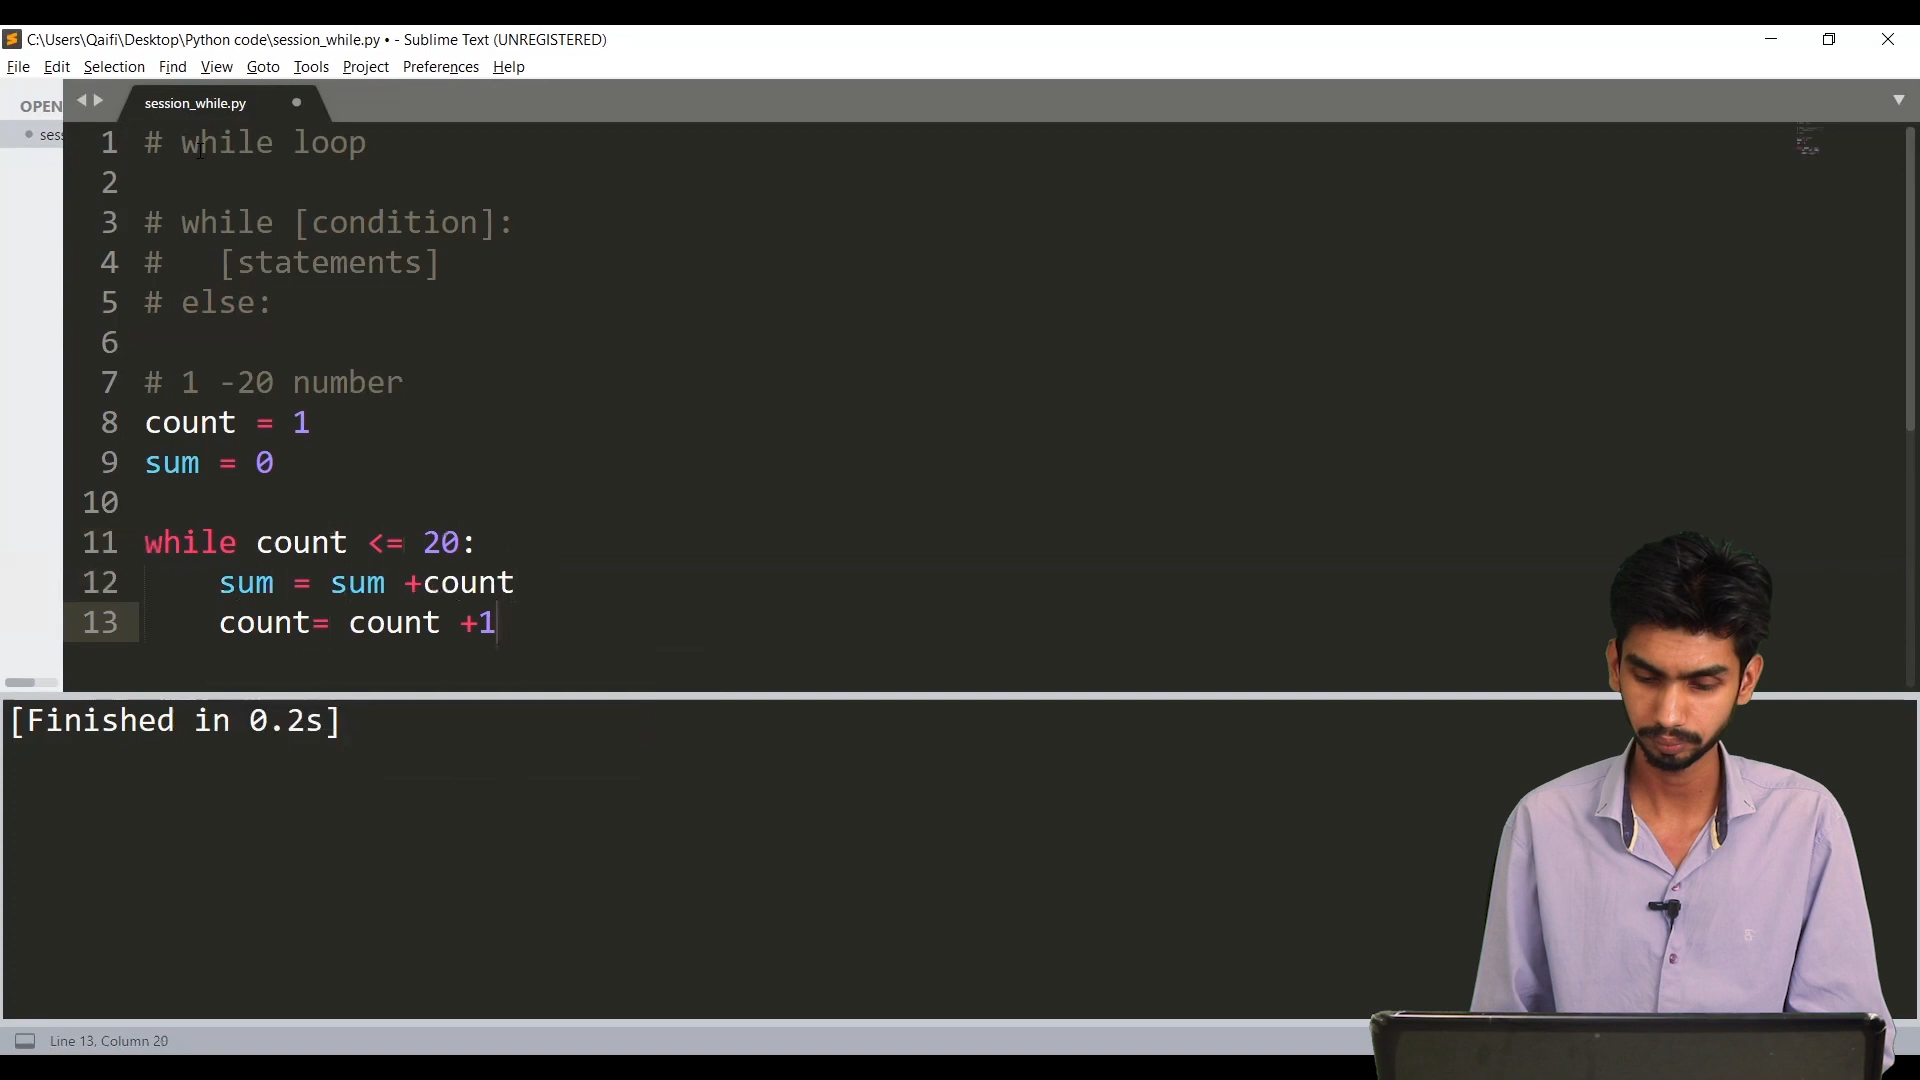 C:\Users\Qaifi\Desktop\Python code\session_while.py • - Sublime Text (UNREGISTERED)
File Edit Selection Find View Goto Tools Project Preferences Help
OPEN
session_while.py
sess
1 # while loop
2
3 # while [condition]:
4 #   [statements]
5 # else:
6
7 # 1 -20 number
8 count = 1
9 sum = 0
10
11 while count <= 20:
12     sum = sum +count
13     count= count +1
[Finished in 0.2s]
Line 13, Column 20